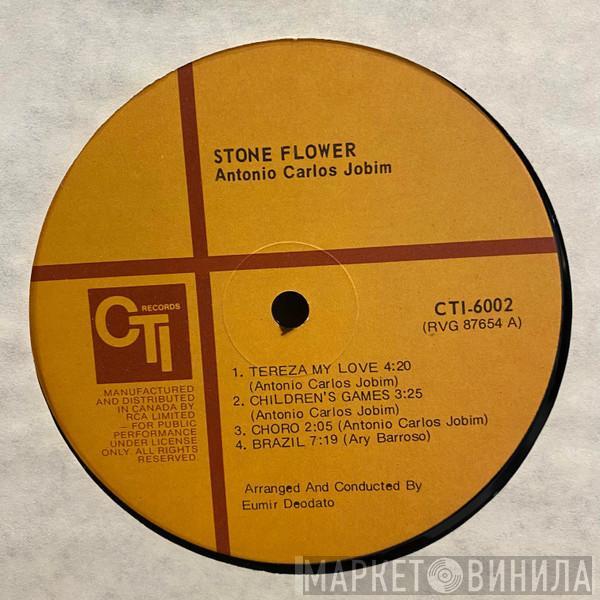 STONE FLOWER
Antonio Carlos Jobim
CTI
RECORDS
MANUFACTURED
AND DISTRIBUTED
IN CANADA BY
RCA LIMITED
— FOR PUBLIC
PERFORMANCE
UNDER LICENSE
ONLY. ALL RIGHTS
RESERVED.
CTI-6002
(RVG 87654 A)
1. TEREZA MY LOVE 4:20
(Antonio Carlos Jobim)
2. CHILDREN'S GAMES 3:25
(Antonio Carlos Jobim)
3. CHORO 2:05 (Antonio Carlos Jobim)
4. BRAZIL 7:19 (Ary Barroso)
Arranged And Conducted By
Eumir Deodato
МАРКЕТ ВИНИЛА